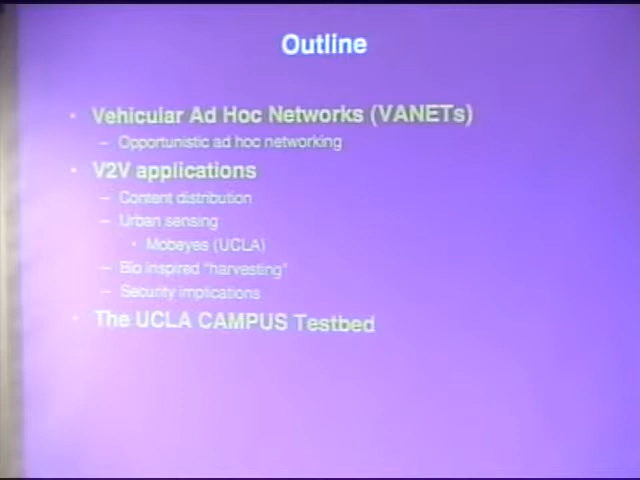 Outline
• Vehicular Ad Hoc Networks (VANETs)
– Opportunistic ad hoc networking
• V2V applications
– Content distribution
– Urban sensing
• Mobeyes (UCLA)
– Bio inspired "harvesting"
– Security implications
• The UCLA CAMPUS Testbed